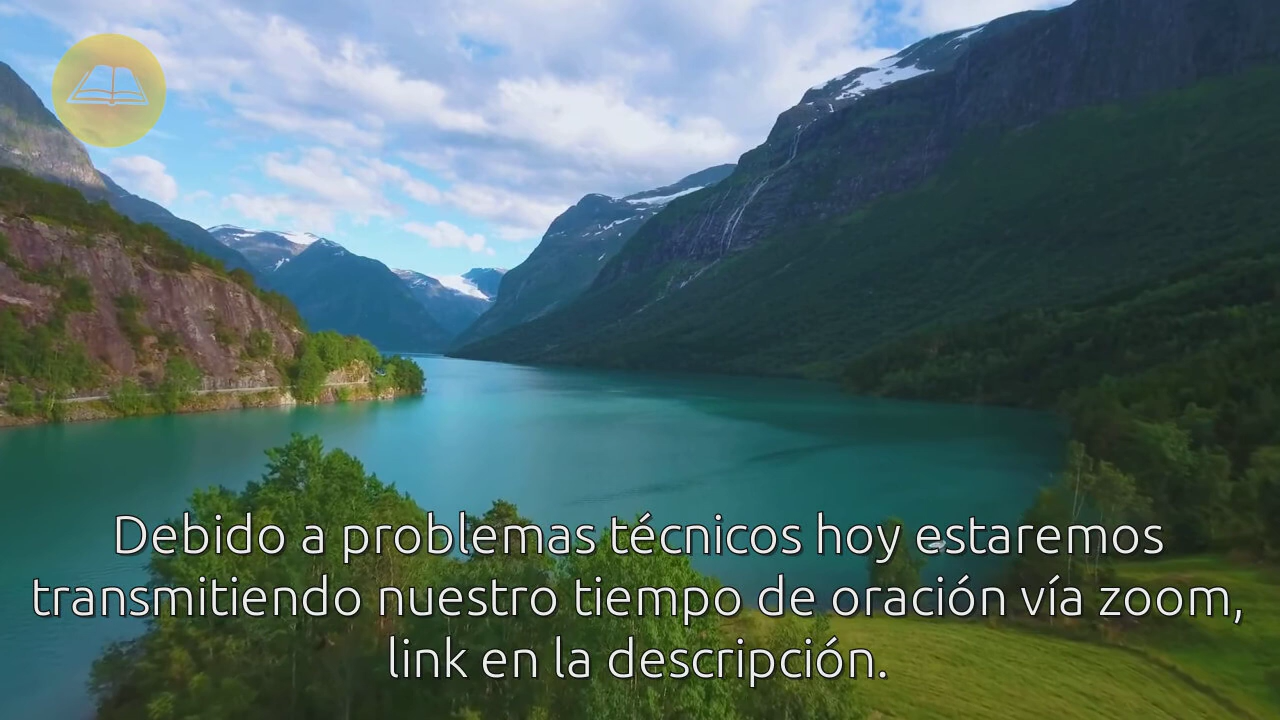 Debido a problemas técnicos hoy estaremos
transmitiendo nuestro tiempo de oración vía zoom,
link en la descripción.